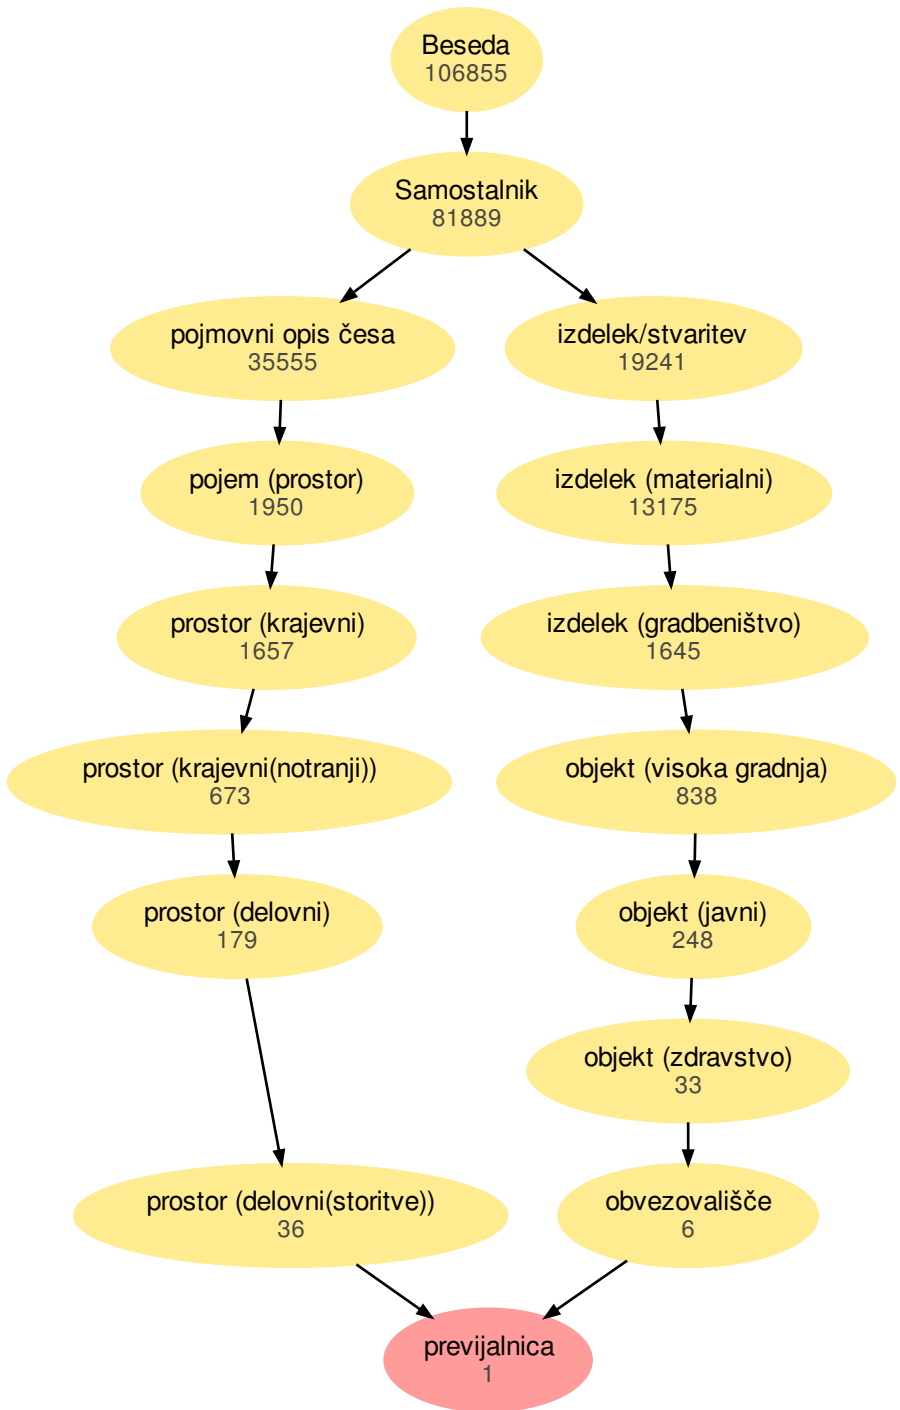 Beseda
106855
Samostalnik
81889
pojmovni opis česa
35555
izdelek/stvaritev
19241
pojem (prostor)
1950
izdelek (materialni)
13175
prostor (krajevni)
1657
izdelek (gradbeništvo)
1645
prostor (krajevni(notranji))
673
objekt (visoka gradnja)
838
prostor (delovni)
179
objekt (javni)
248
objekt (zdravstvo)
33
prostor (delovni(storitve))
36
obvezovališče
6
previjalnica
1